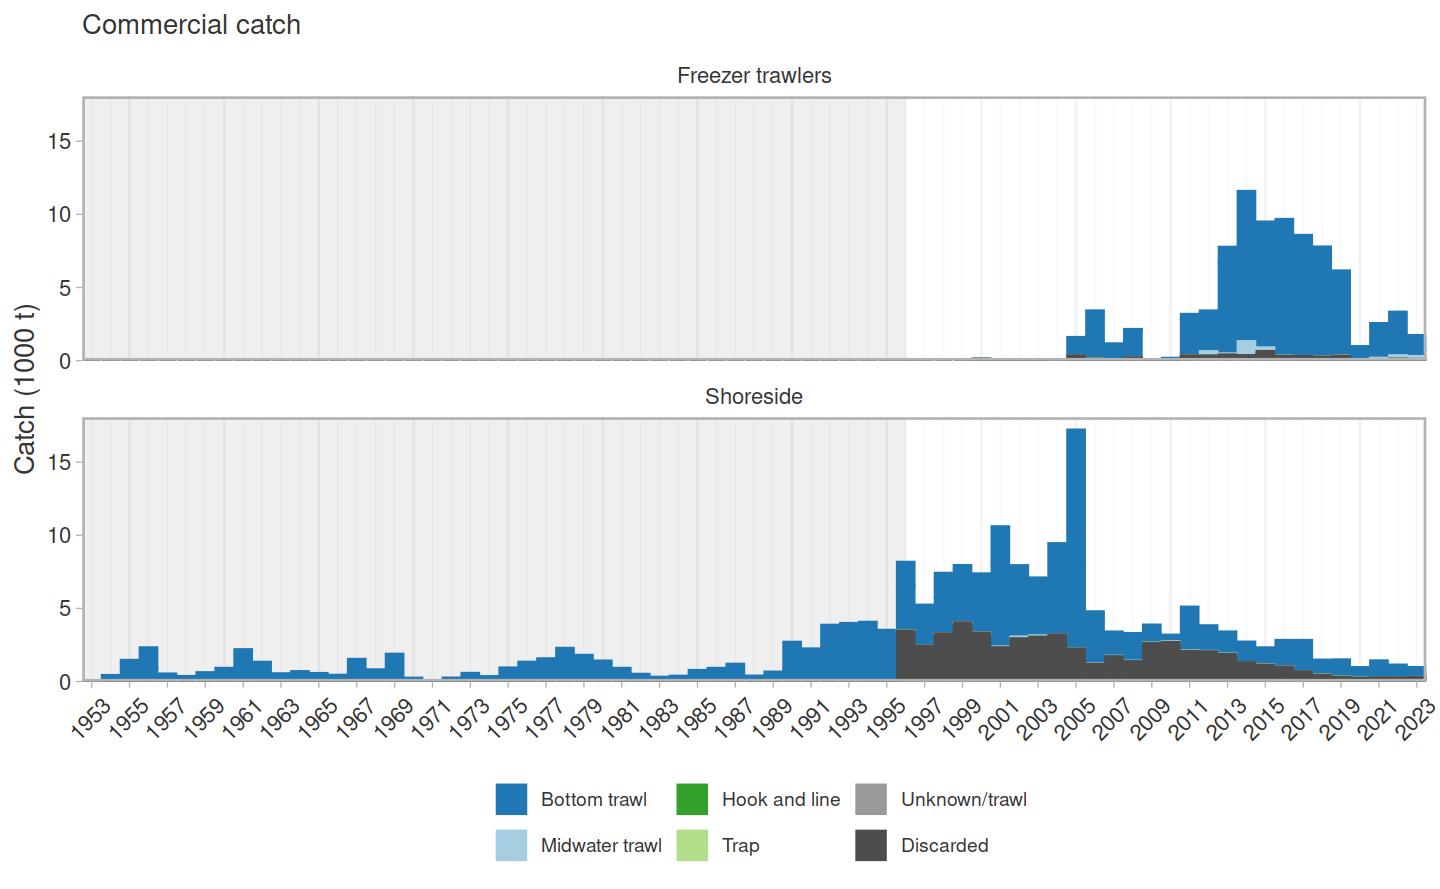 Commercial catch
Freezer trawlers
15
10
5
0
Shoreside
15
10
5
0
Catch (1000 t)
1953 1955 1957 1959 1961 1963 1965 1967 1969 1971 1973 1975 1977 1979 1981 1983 1985 1987 1989 1991 1993 1995 1997 1999 2001 2003 2005 2007 2009 2011 2013 2015 2017 2019 2021 2023
Bottom trawl Hook and line Unknown/trawl
Midwater trawl Trap Discarded